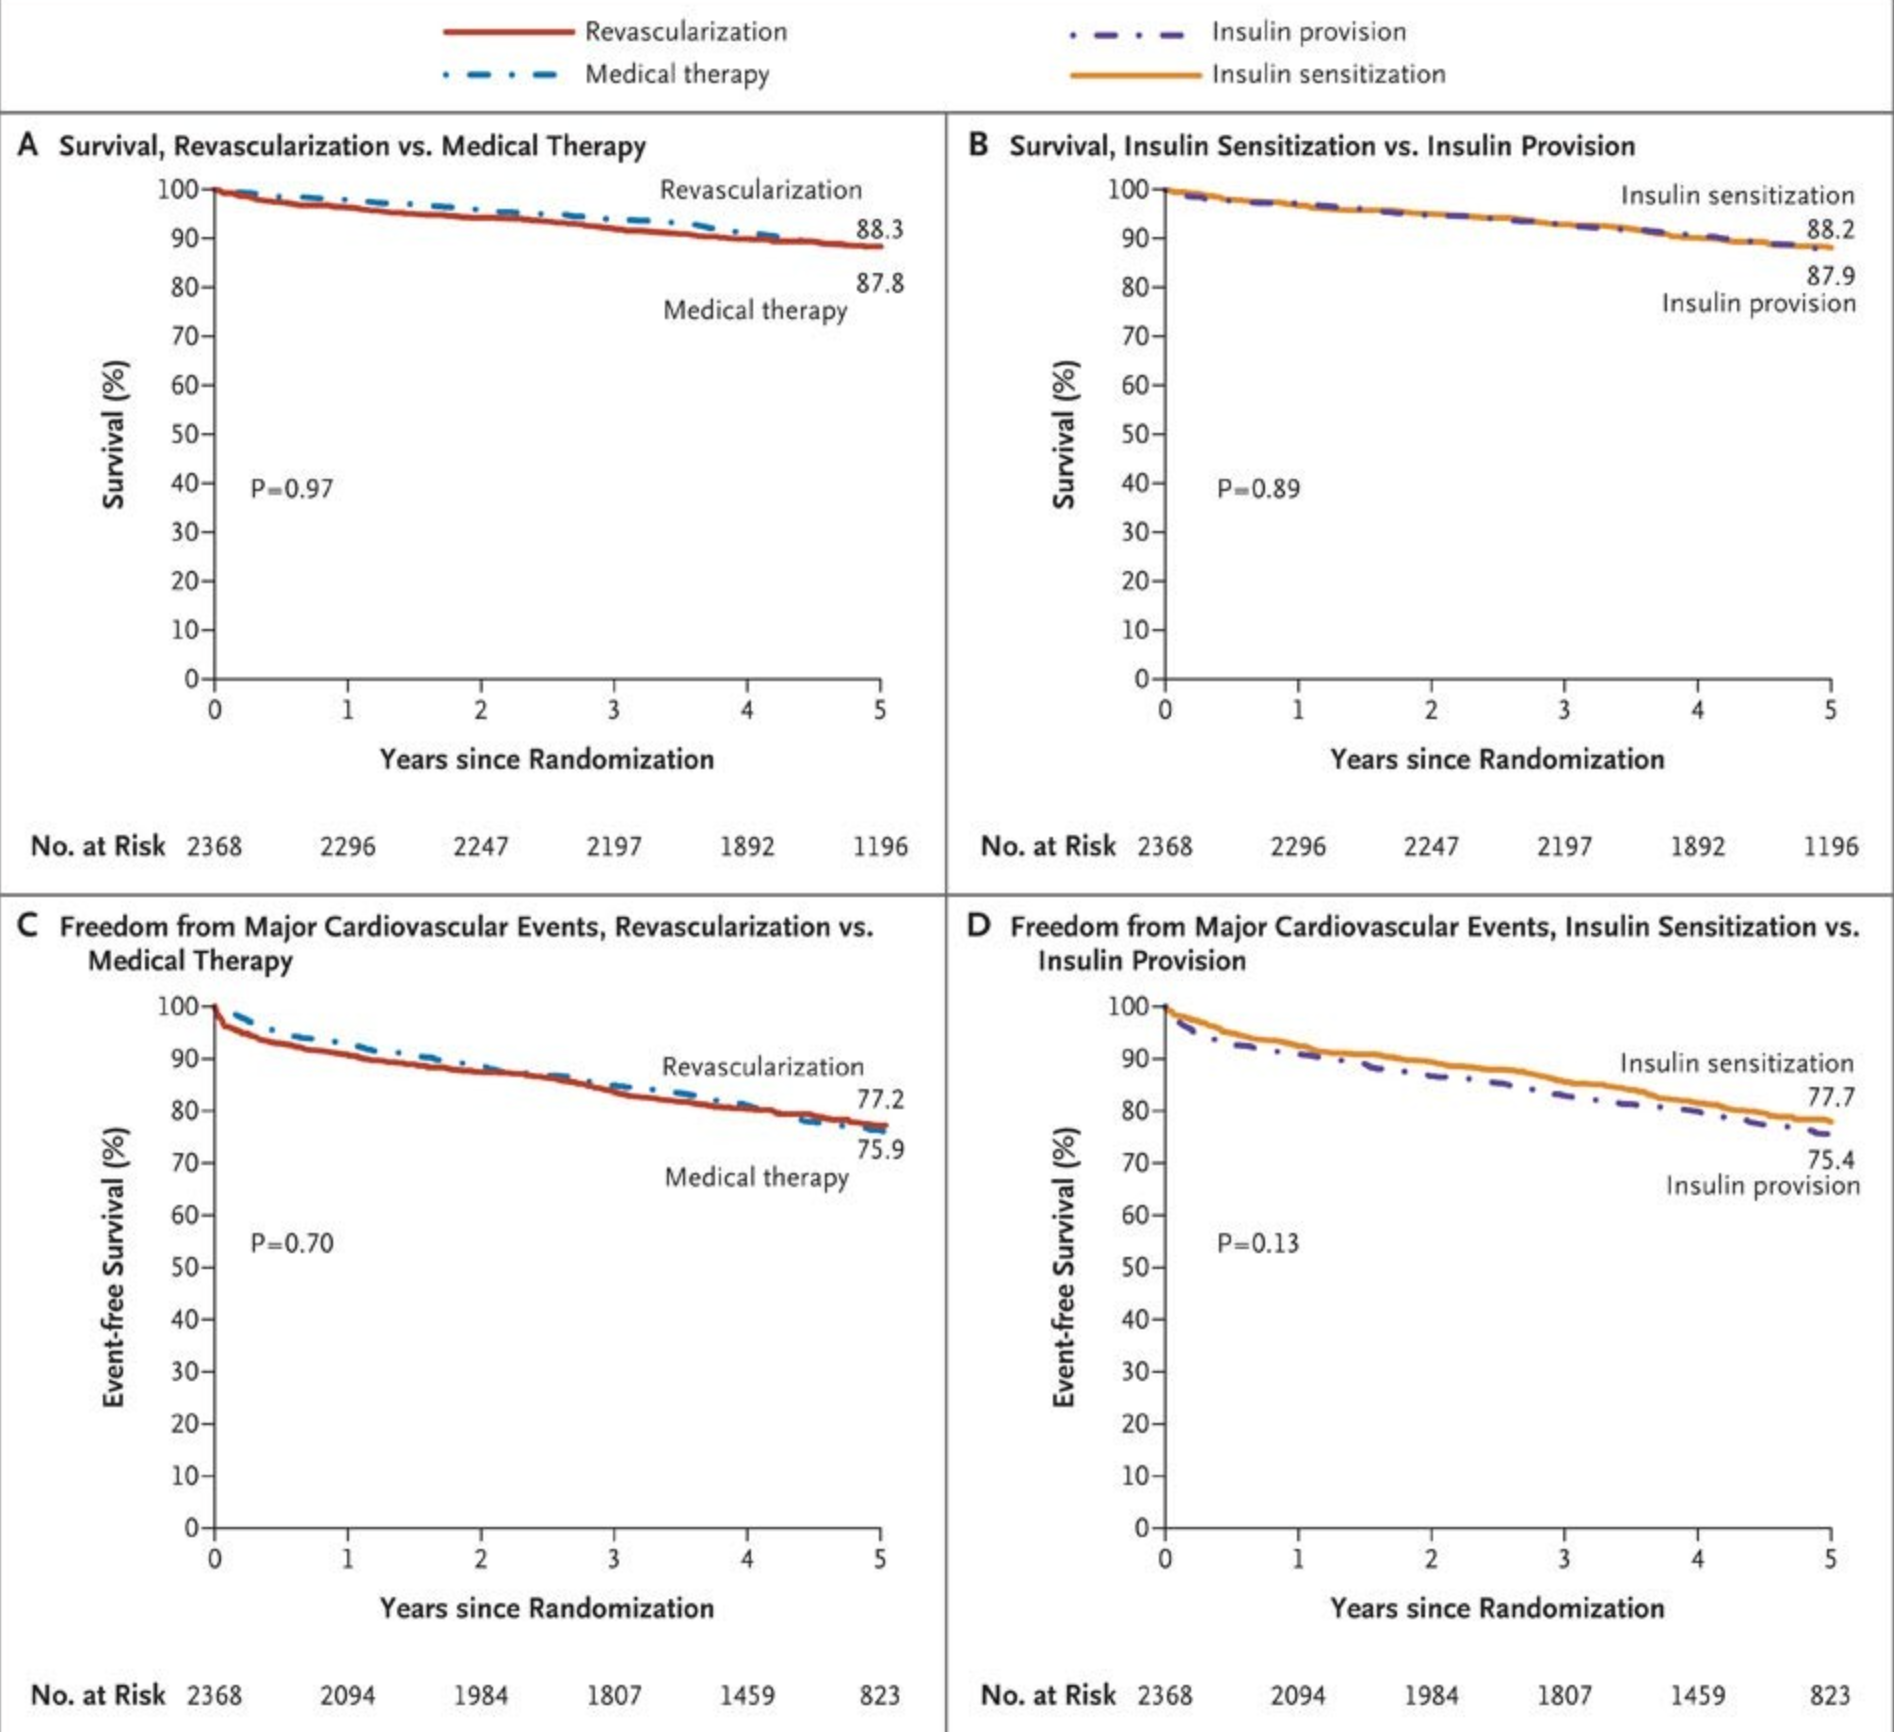 Revascularization
Medical therapy
Insulin provision
Insulin sensitization
A Survival, Revascularization vs. Medical Therapy
Survival (%)
100
90
80
70
60
50
40
30
20
10
0
Revascularization
88.3
87.8
Medical therapy
P=0.97
0 1 2 3 4 5
Years since Randomization
No. at Risk 2368 2296 2247 2197 1892 1196
B Survival, Insulin Sensitization vs. Insulin Provision
Survival (%)
100
90
80
70
60
50
40
30
20
10
0
Insulin sensitization
88.2
87.9
Insulin provision
P=0.89
0 1 2 3 4 5
Years since Randomization
No. at Risk 2368 2296 2247 2197 1892 1196
C Freedom from Major Cardiovascular Events, Revascularization vs.
Medical Therapy
Event-free Survival (%)
100
90
80
70
60
50
40
30
20
10
0
Revascularization
77.2
75.9
Medical therapy
P=0.70
0 1 2 3 4 5
Years since Randomization
No. at Risk 2368 2094 1984 1807 1459 823
D Freedom from Major Cardiovascular Events, Insulin Sensitization vs.
Insulin Provision
Event-free Survival (%)
100
90
80
70
60
50
40
30
20
10
0
Insulin sensitization
77.7
75.4
Insulin provision
P=0.13
0 1 2 3 4 5
Years since Randomization
No. at Risk 2368 2094 1984 1807 1459 823